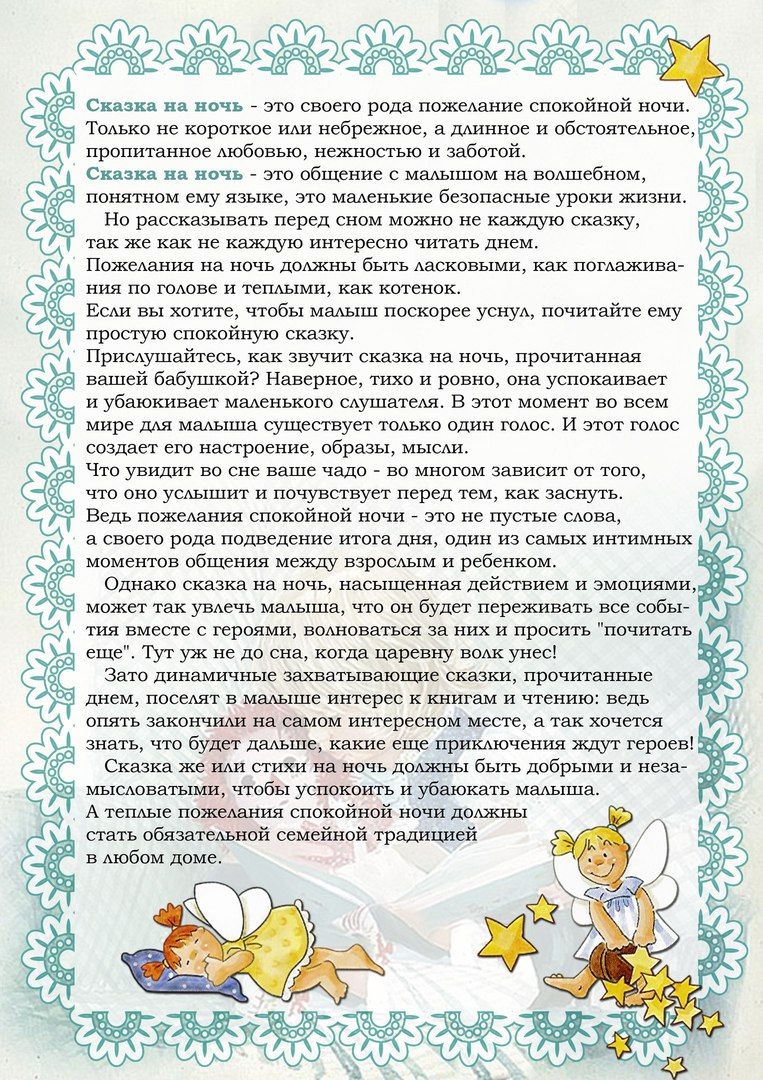 Сказка на ночь - это своего рода пожелание спокойной ночи.
Только не короткое или небрежное, а длинное и обстоятельное,
пропитанное любовью, нежностью и заботой.
Сказка на ночь - это общение с малышом на волшебном,
понятном ему языке, это маленькие безопасные уроки жизни.
Но рассказывать перед сном можно не каждую сказку,
так же как не каждую интересно читать днем.
Пожелания на ночь должны быть ласковыми, как поглажива-
ния по голове и теплыми, как котенок.
Если вы хотите, чтобы малыш поскорее уснул, почитайте ему
простую спокойную сказку.
Прислушайтесь, как звучит сказка на ночь, прочитанная
вашей бабушкой? Наверное, тихо и ровно, она успокаивает
и убаюкивает маленького слушателя. В этот момент во всем
мире для малыша существует только один голос. И этот голос
создает его настроение, образы, мысли.
Что увидит во сне ваше чадо - во многом зависит от того,
что оно услышит и почувствует перед тем, как заснуть.
Ведь пожелания спокойной ночи - это не пустые слова,
а своего рода подведение итога дня, один из самых интимных
моментов общения между взрослым и ребенком.
Однако сказка на ночь, насыщенная действием и эмоциями,
может так увлечь малыша, что он будет переживать все собы-
тия вместе с героями, волноваться за них и просить "почитать
еще". Тут уж не до сна, когда царевну волк унес!
Зато динамичные захватывающие сказки, прочитанные
днем, поселят в малыше интерес к книгам и чтению: ведь
опять закончили на самом интересном месте, а так хочется
знать, что будет дальше, какие еще приключения ждут героев!
Сказка же или стихи на ночь должны быть добрыми и неза-
мысловатыми, чтобы успокоить и убаюкать малыша.
А теплые пожелания спокойной ночи должны
стать обязательной семейной традицией
в любом доме.